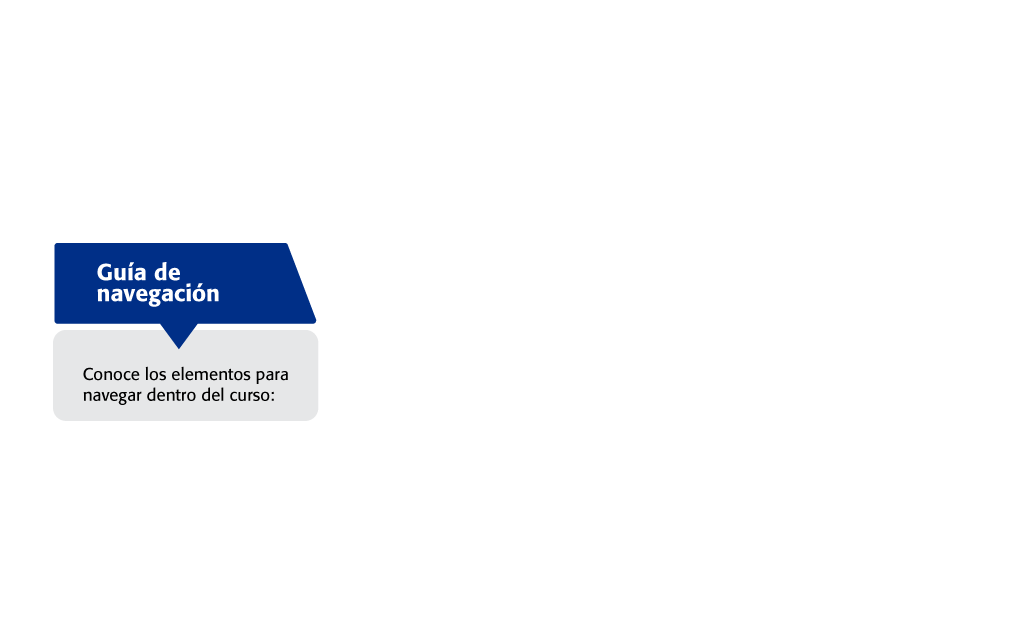 Guía de
navegación
Conoce los elementos para
navegar dentro del curso: